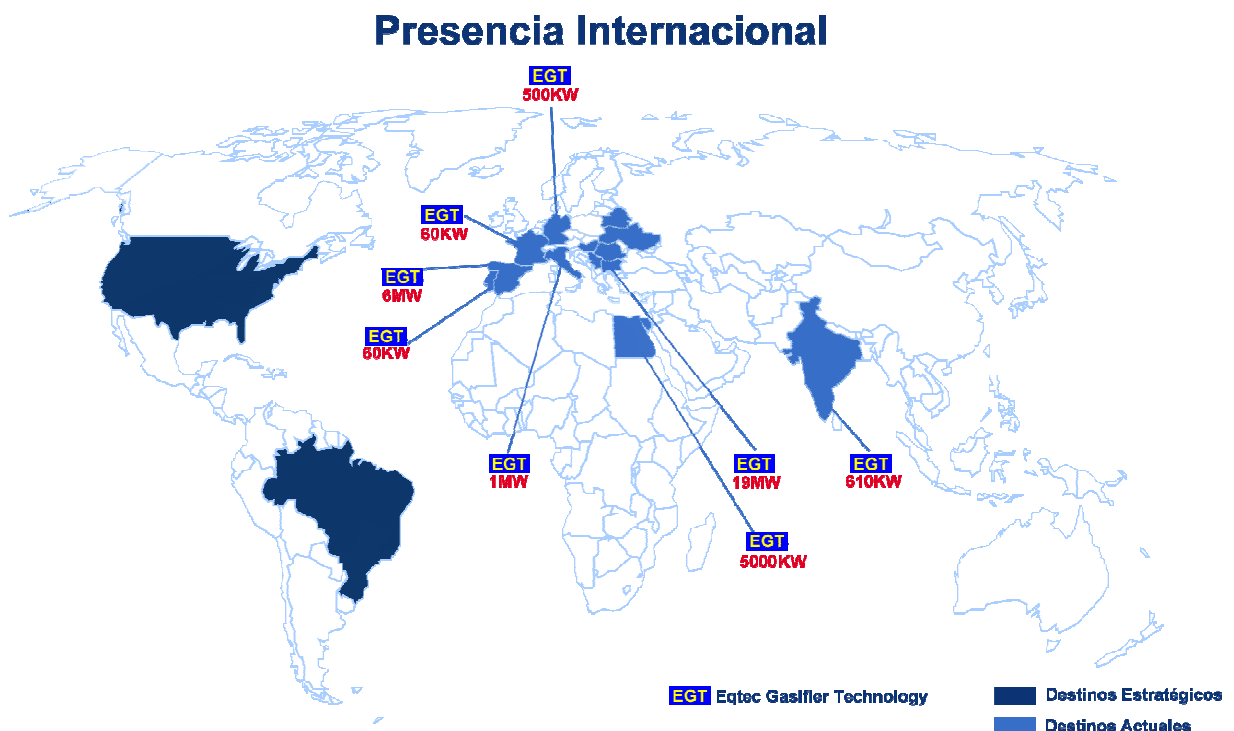 Presencia Internacional
EGT
500KW
EGT
60KW
EGT
6MW
EGT
60KW
EGT
1MW
EGT
19MW
EGT
610KW
EGT
5000KW
EGT Eqtec Gasifier Technology
Destinos Estratégicos
Destinos Actuales